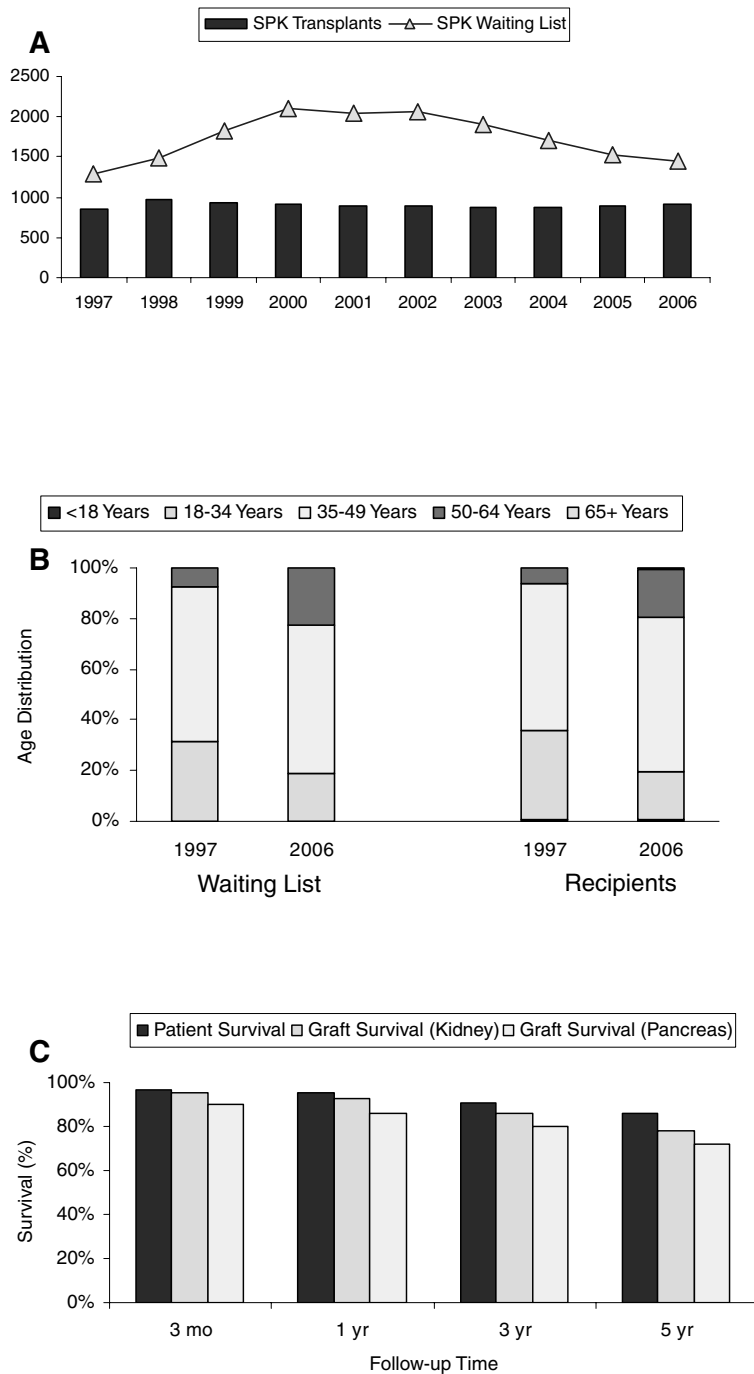 SPK Transplants SPK Waiting List
A
2500
2000
1500
1000
500
0
1997 1998 1999 2000 2001 2002 2003 2004 2005 2006
<18 Years 18-34 Years 35-49 Years 50-64 Years 65+ Years
B
100%
80%
60%
40%
20%
0%
Age Distribution
1997 2006 1997 2006
Waiting List Recipients
Patient Survival Graft Survival (Kidney) Graft Survival (Pancreas)
C
100%
80%
60%
40%
20%
0%
Survival (%)
3 mo 1 yr 3 yr 5 yr
Follow-up Time